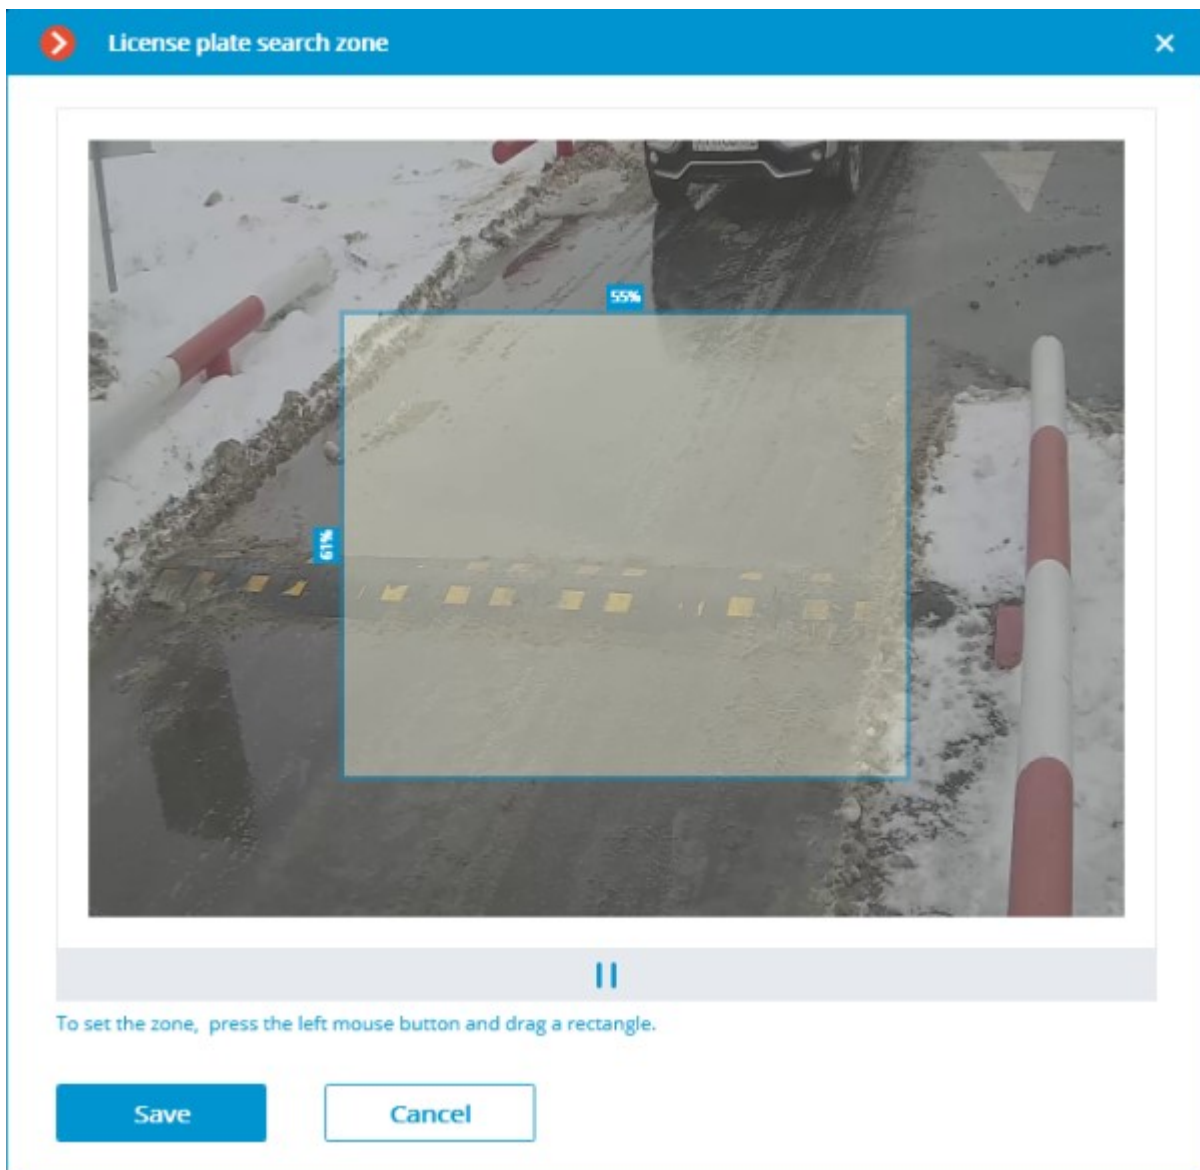 License plate search zone
55%
61%
To set the zone, press the left mouse button and drag a rectangle.
Save
Cancel